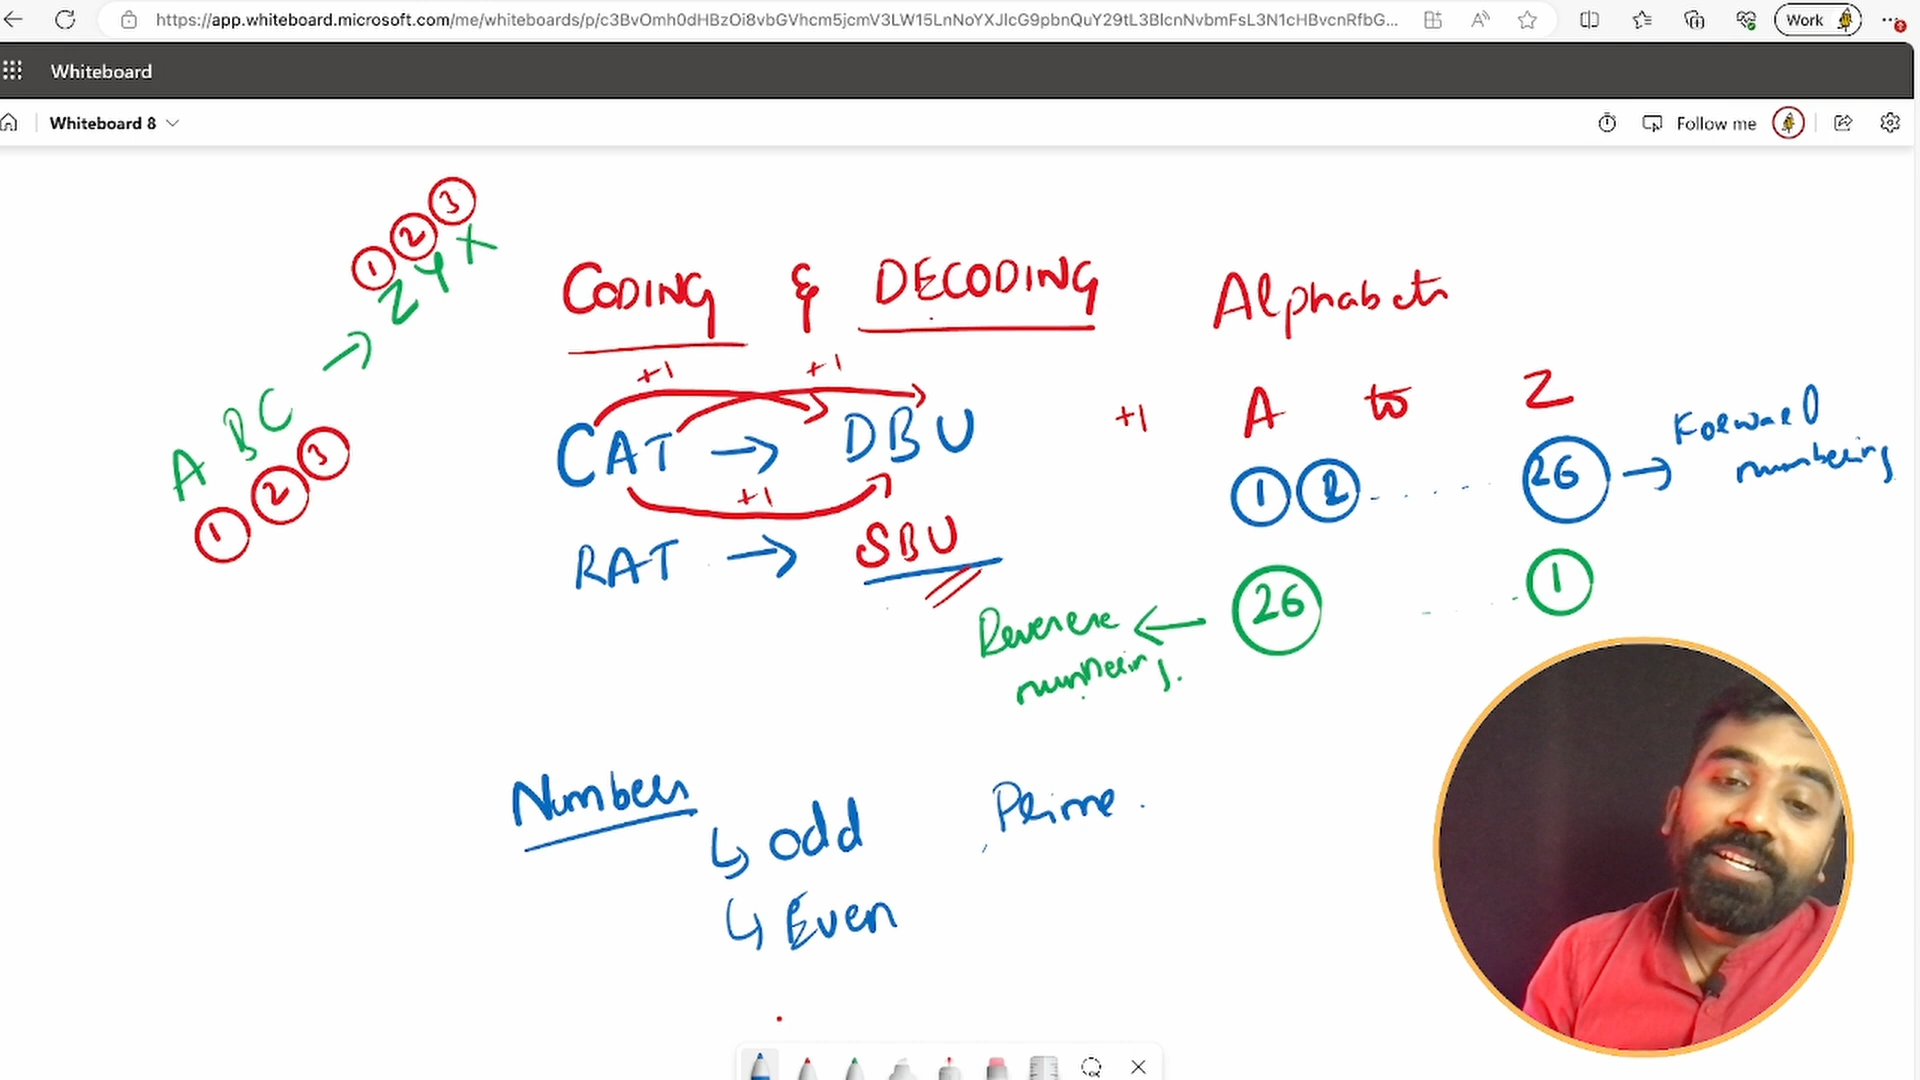 https://app.whiteboard.microsoft.com/me/whiteboards/p/c3BvOmh0dHBzOi8vbGVhcm5jcmV3LW15LnNoYXJlcG9pbnQuY29tL3BlcnNvbmFsL3N1cHBvcnRfbG...
Work
Whiteboard
Whiteboard 8
Follow me
1 2 3
Z Y X
CODING & DECODING
Alphabets
+1 +1
A B C
1 2 3
CAT → DBU
+1
+1
A to Z
1 2 26 → Forward numbering
RAT → SBU
26 1
Reverse ←
numbering.
Numbers
↳ odd
Prime.
↳ Even